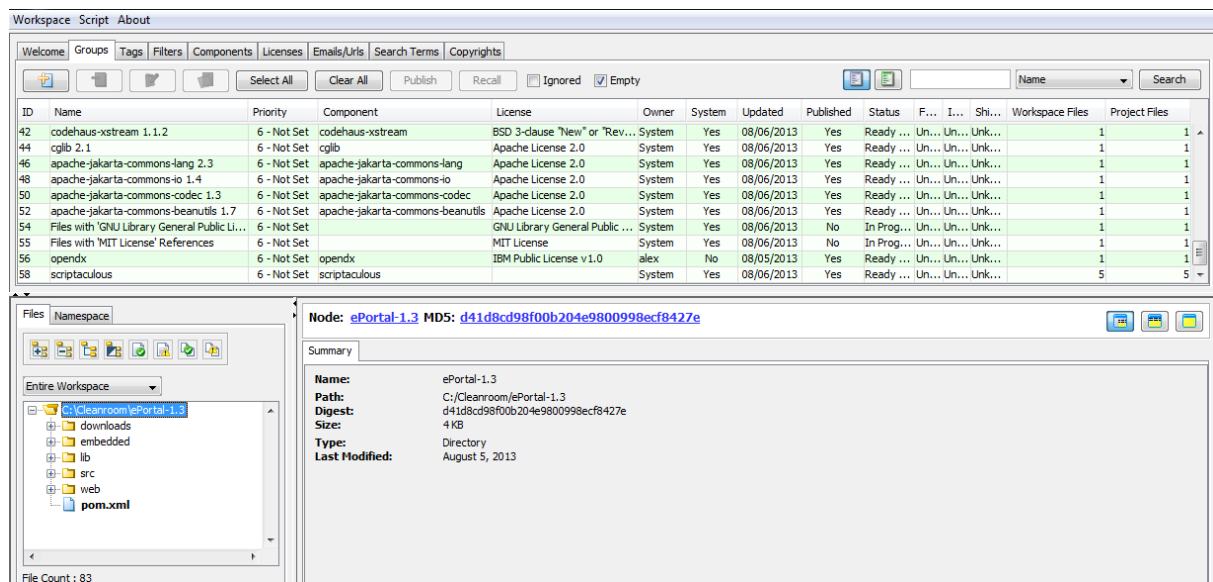 Workspace Script About
Welcome Groups Tags Filters Components Licenses Emails/Urls Search Terms Copyrights
Select All Clear All Publish Recall Ignored Empty Name Search
ID Name Priority Component License Owner System Updated Published Status F... I... Shi... Workspace Files Project Files
42 codehaus-xstream 1.1.2 6 - Not Set codehaus-xstream BSD 3-clause "New" or "Rev... System Yes 08/06/2013 Yes Ready ... Un... Un... Unk... 1 1
44 cglib 2.1 6 - Not Set cglib Apache License 2.0 System Yes 08/06/2013 Yes Ready ... Un... Un... Unk... 1 1
46 apache-jakarta-commons-lang 2.3 6 - Not Set apache-jakarta-commons-lang Apache License 2.0 System Yes 08/06/2013 Yes Ready ... Un... Un... Unk... 1 1
48 apache-jakarta-commons-io 1.4 6 - Not Set apache-jakarta-commons-io Apache License 2.0 System Yes 08/06/2013 Yes Ready ... Un... Un... Unk... 1 1
50 apache-jakarta-commons-codec 1.3 6 - Not Set apache-jakarta-commons-codec Apache License 2.0 System Yes 08/06/2013 Yes Ready ... Un... Un... Unk... 1 1
52 apache-jakarta-commons-beanutils 1.7 6 - Not Set apache-jakarta-commons-beanutils Apache License 2.0 System Yes 08/06/2013 Yes Ready ... Un... Un... Unk... 1 1
54 Files with 'GNU Library General Public Li... 6 - Not Set GNU Library General Public ... System Yes 08/06/2013 No In Prog... Un... Un... Unk... 1 1
55 Files with 'MIT License' References 6 - Not Set MIT License System Yes 08/06/2013 No In Prog... Un... Un... Unk... 1 1
56 opendx 6 - Not Set opendx IBM Public License v1.0 alex No 08/05/2013 Yes Ready ... Un... Un... Unk... 1 1
58 scriptaculous 6 - Not Set scriptaculous System Yes 08/06/2013 Yes Ready ... Un... Un... Unk... 5 5
Files Namespace
Entire Workspace
C:\Cleanroom\ePortal-1.3
downloads
embedded
lib
src
web
pom.xml
File Count : 83
Node: ePortal-1.3 MD5: d41d8cd98f00b204e9800998ecf8427e
Summary
Name: ePortal-1.3
Path: C:/Cleanroom/ePortal-1.3
Digest: d41d8cd98f00b204e9800998ecf8427e
Size: 4 KB
Type: Directory
Last Modified: August 5, 2013